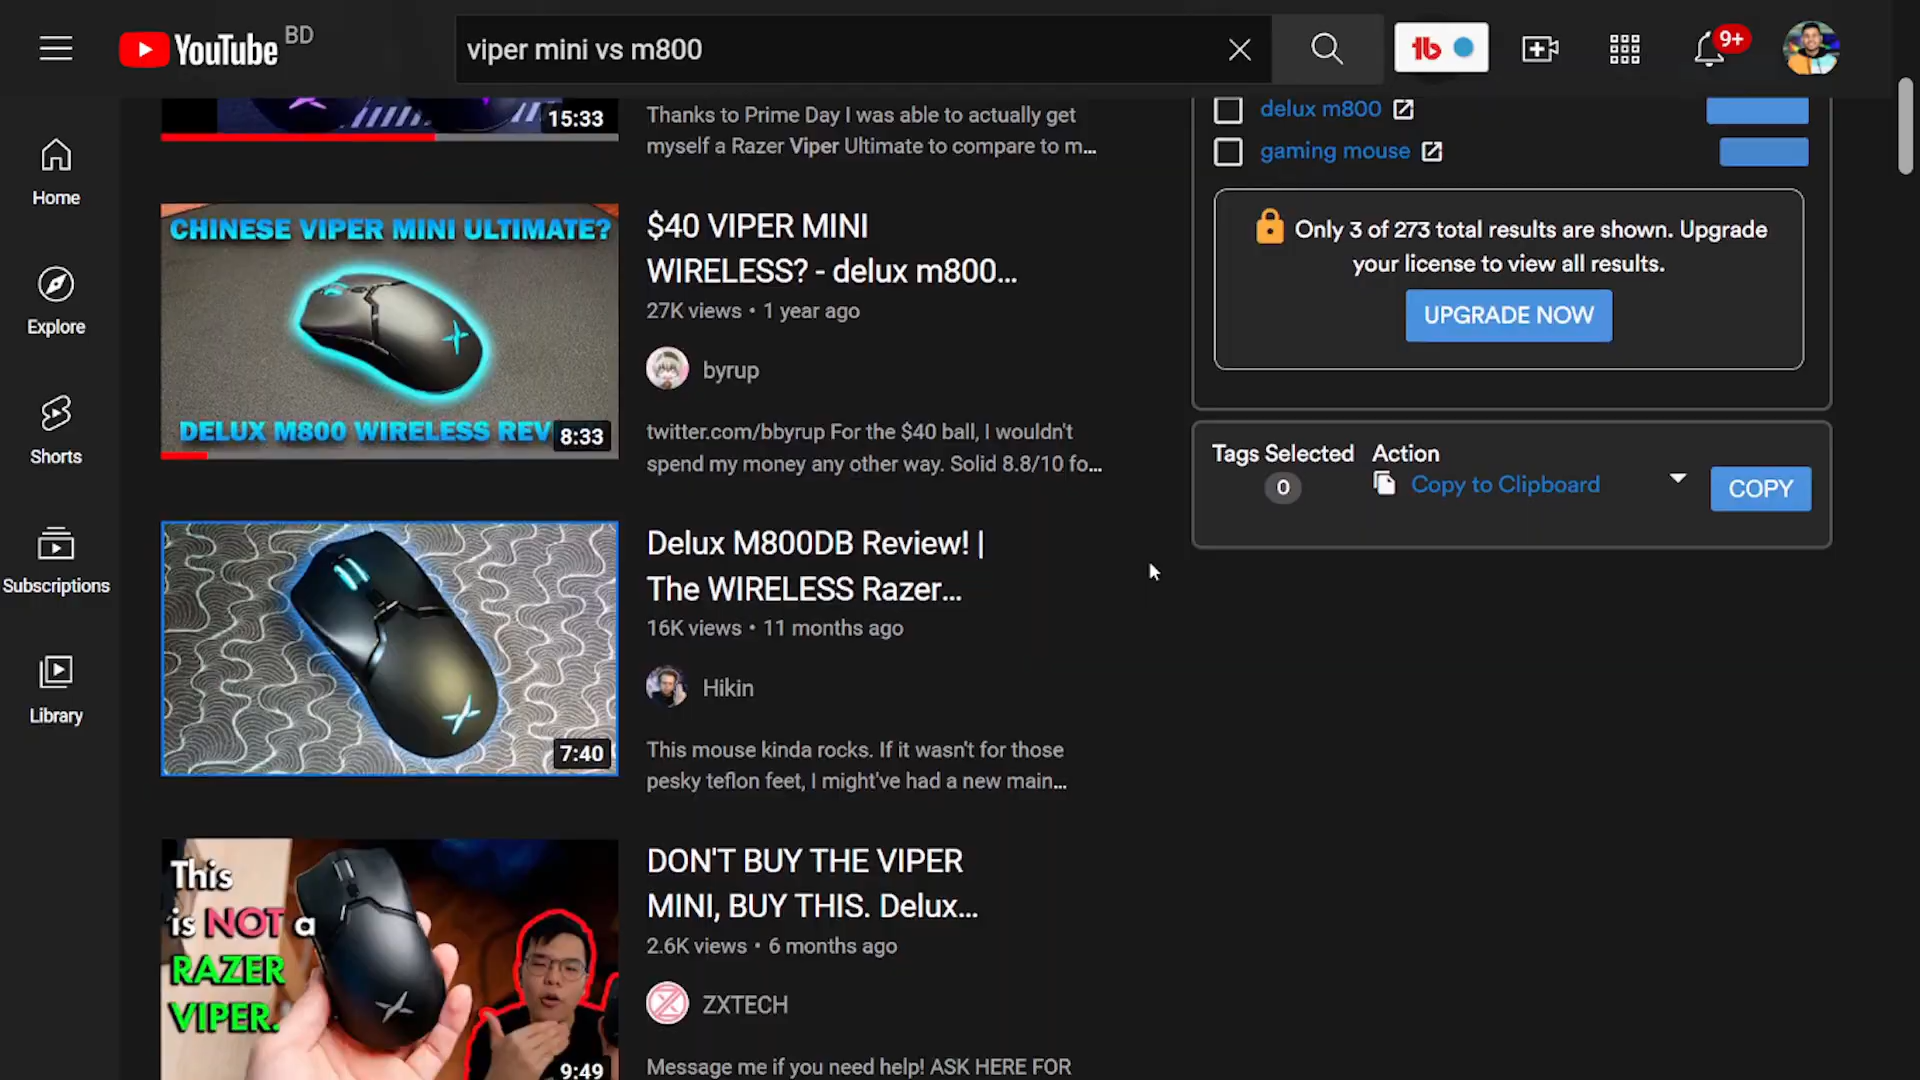 YouTube BD
viper mini vs m800
9+
Home
Explore
Shorts
Subscriptions
Library
15:33
Thanks to Prime Day I was able to actually get
myself a Razer Viper Ultimate to compare to m...
CHINESE VIPER MINI ULTIMATE?
DELUX M800 WIRELESS REV
8:33
$40 VIPER MINI
WIRELESS? - delux m800...
27K views • 1 year ago
byrup
twitter.com/bbyrup For the $40 ball, I wouldn't
spend my money any other way. Solid 8.8/10 fo...
7:40
Delux M800DB Review! |
The WIRELESS Razer...
16K views • 11 months ago
Hikin
This mouse kinda rocks. If it wasn't for those
pesky teflon feet, I might've had a new main...
This
is NOT a
RAZER
VIPER.
9:49
DON'T BUY THE VIPER
MINI, BUY THIS. Delux...
2.6K views • 6 months ago
ZXTECH
Message me if you need help! ASK HERE FOR
delux m800
gaming mouse
Only 3 of 273 total results are shown. Upgrade
your license to view all results.
UPGRADE NOW
Tags Selected
0
Action
Copy to Clipboard
COPY